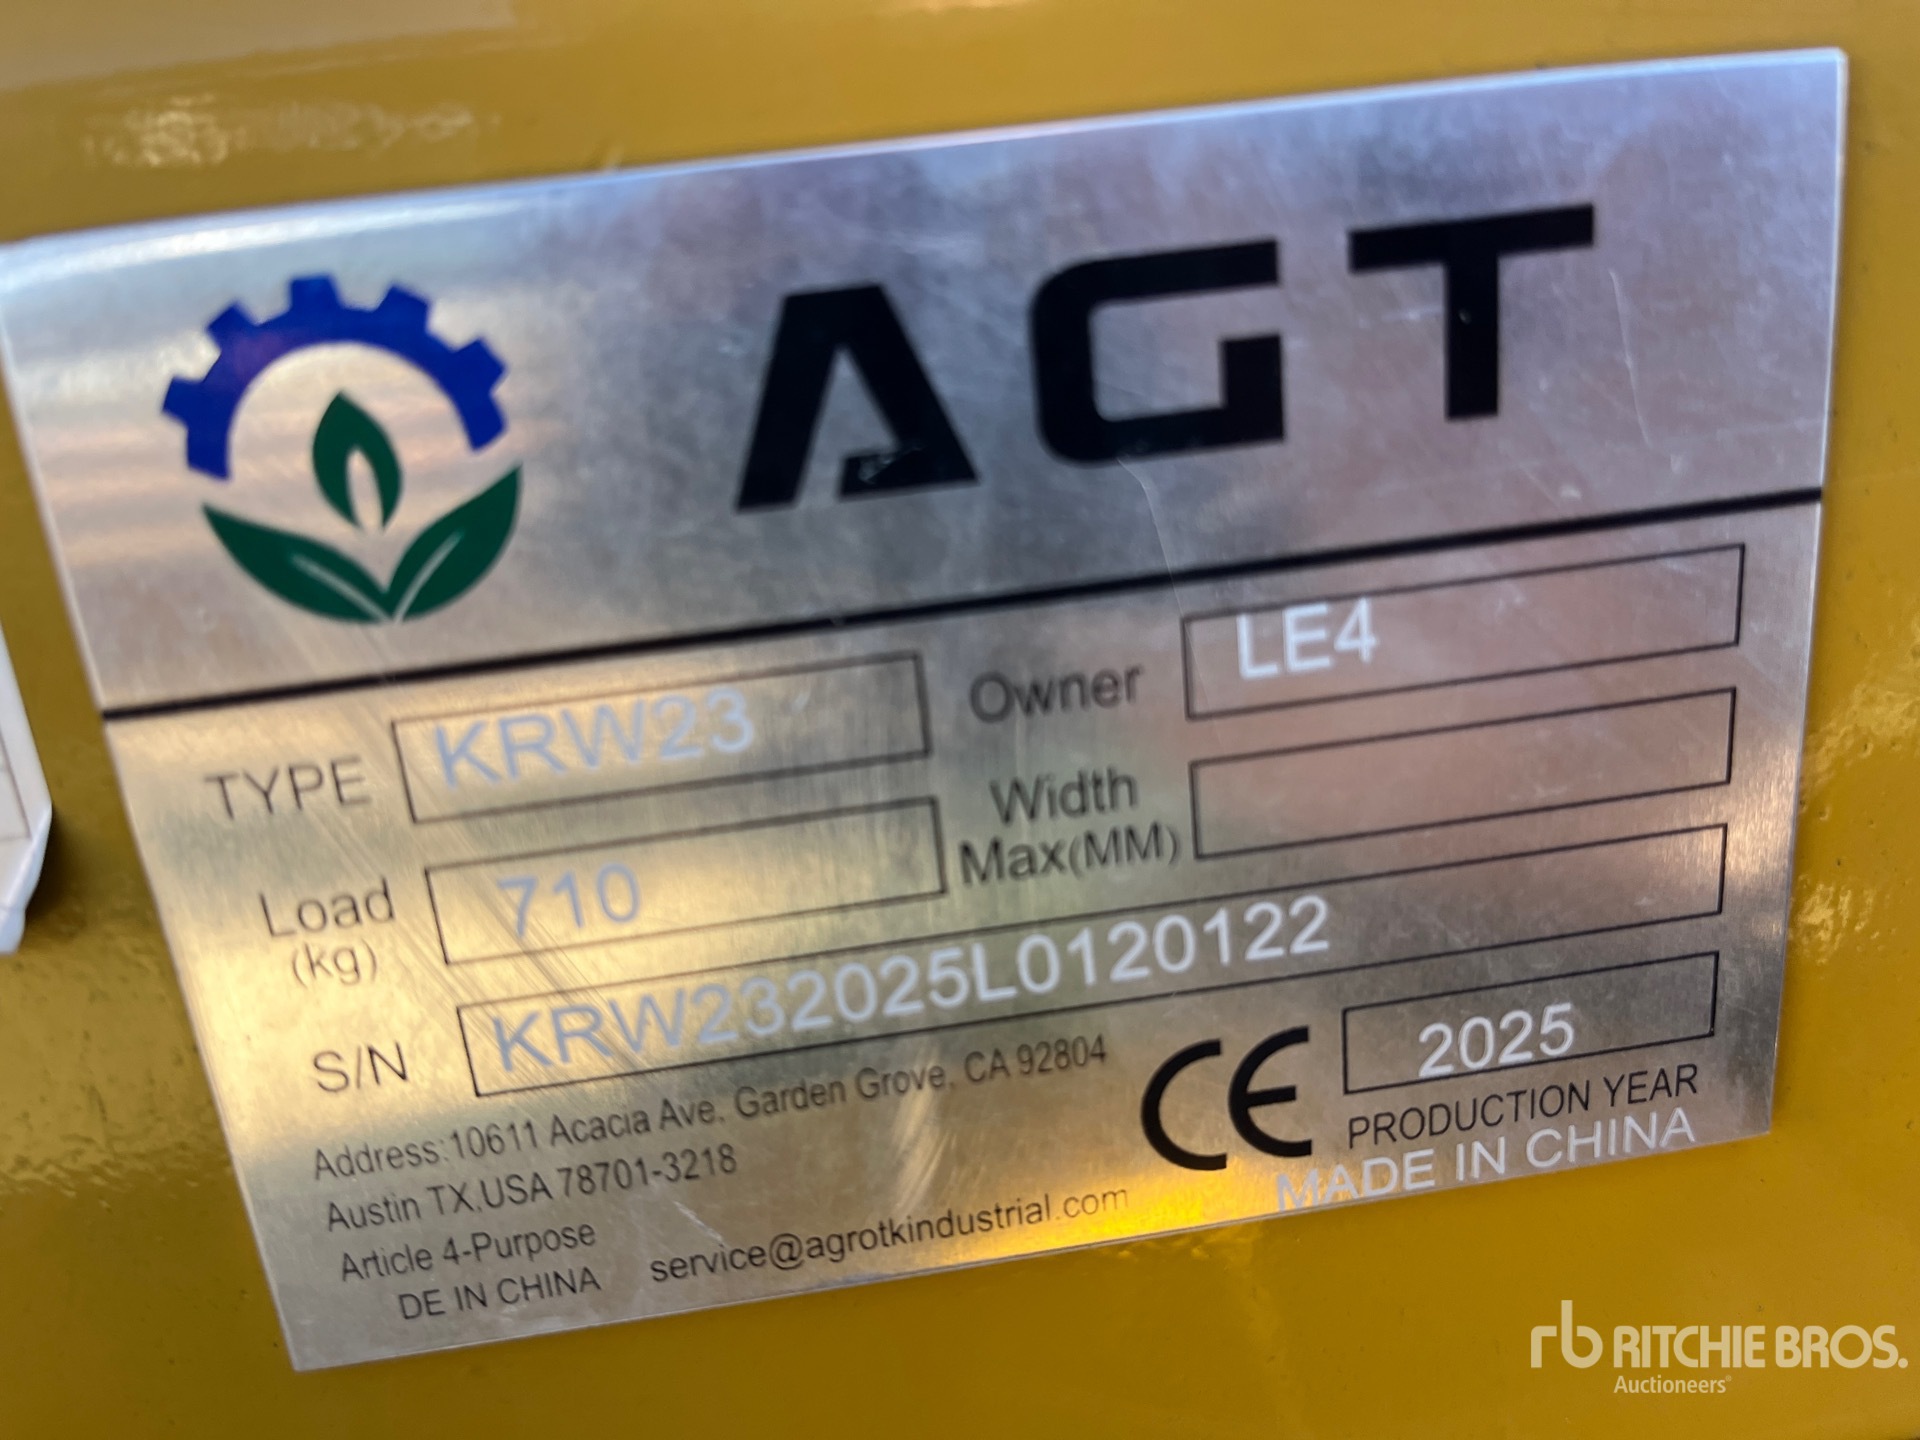 AGT
TYPE KRW23 Owner LE4
Load (kg) 710 Width Max(MM)
S/N KRW232025L0120122
Address:10611 Acacia Ave, Garden Grove, CA 92804
Austin TX,USA 78701-3218
Article 4-Purpose
DE IN CHINA
service@agrotkindustrial.com
CE
2025
PRODUCTION YEAR
MADE IN CHINA
rb RITCHIE BROS.
Auctioneers